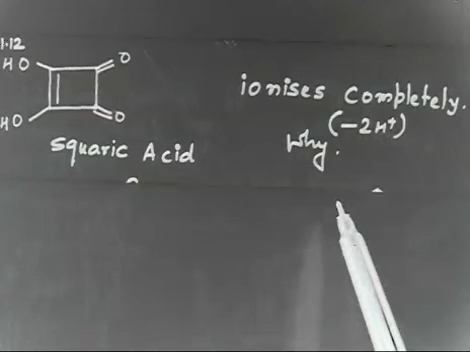 1.12
HO
O
HO
O
Squaric Acid
ionises completely.
(-2H⁺)
Why.